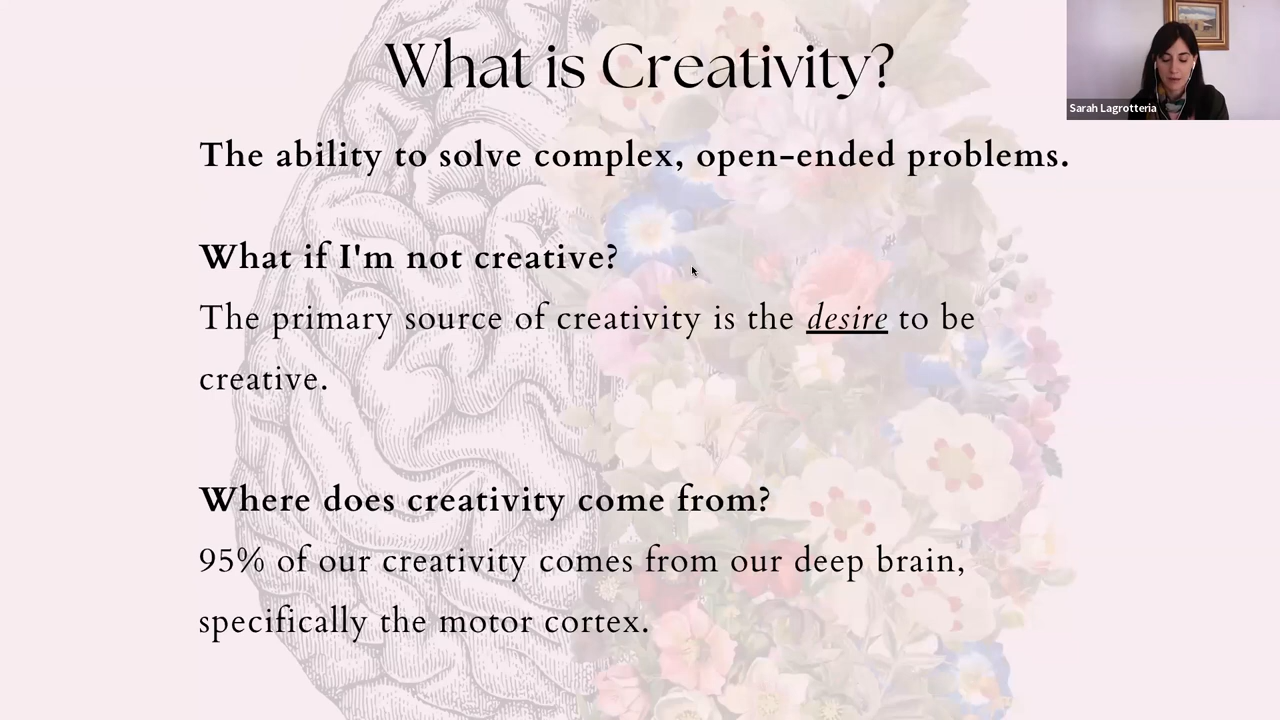 What is Creativity?
Sarah Lagrotteria
The ability to solve complex, open-ended problems.
What if I'm not creative?
The primary source of creativity is the desire to be
creative.
Where does creativity come from?
95% of our creativity comes from our deep brain,
specifically the motor cortex.